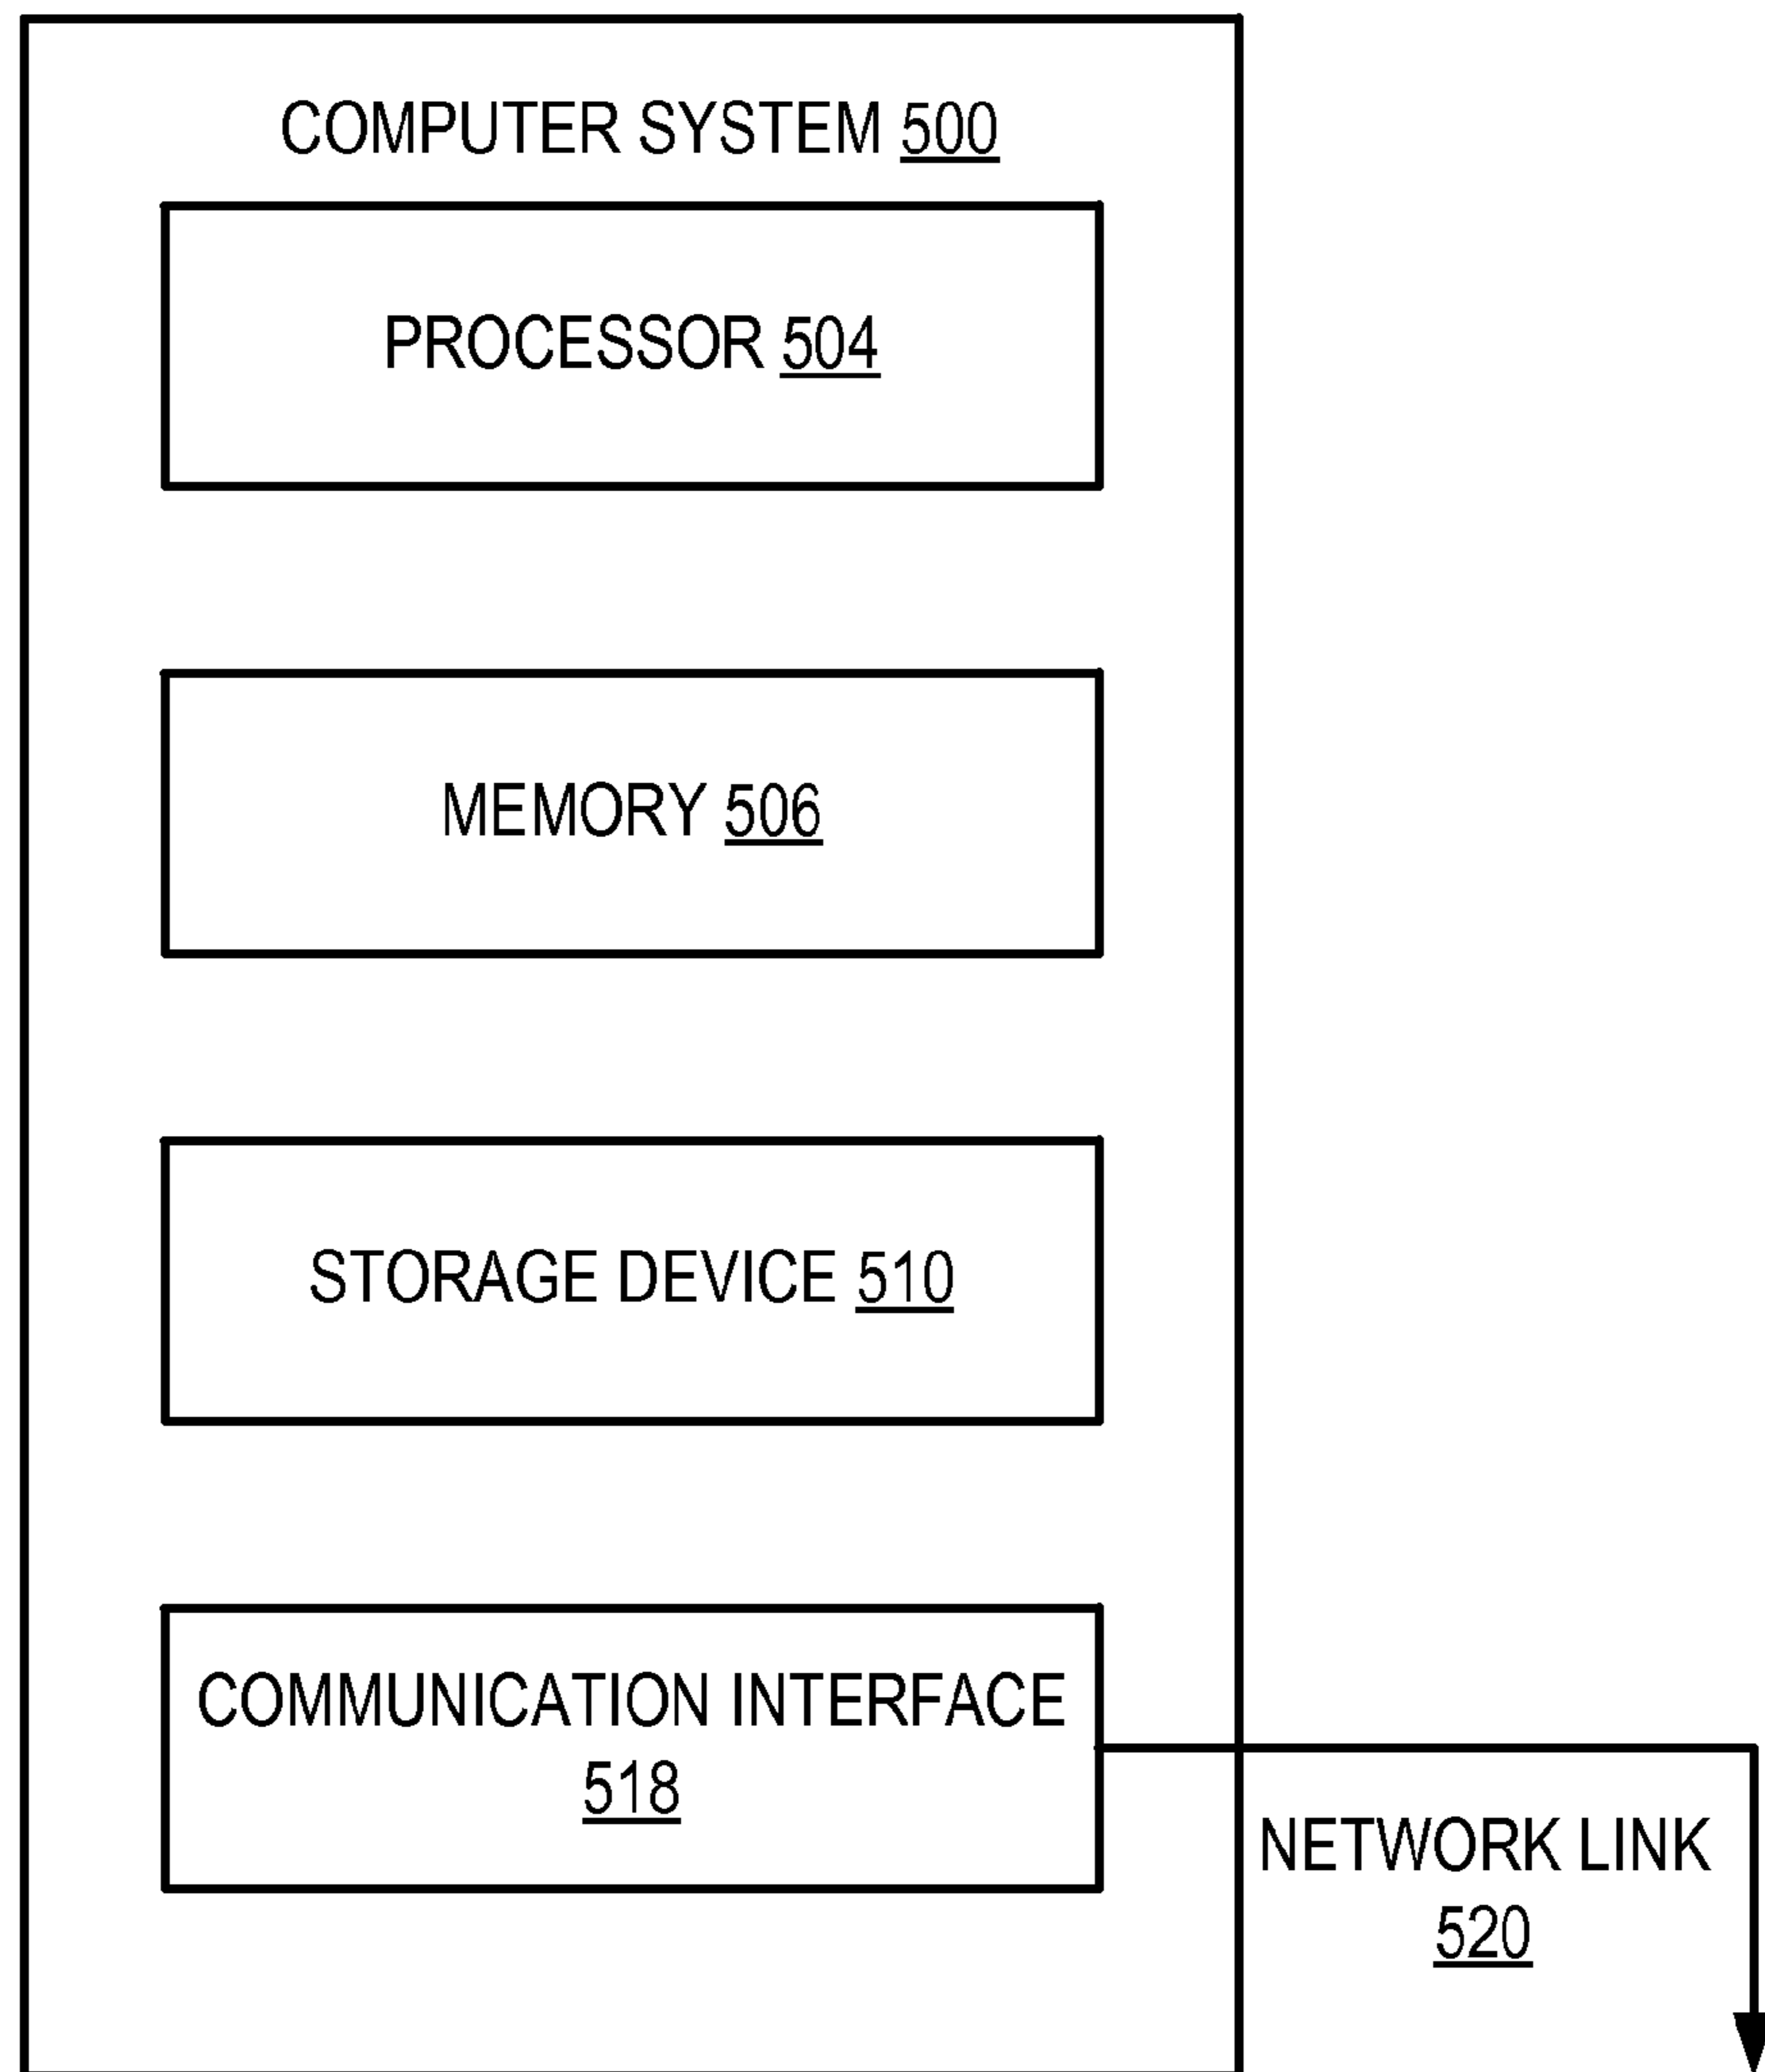 COMPUTER SYSTEM 500
PROCESSOR 504
MEMORY 506
STORAGE DEVICE 510
COMMUNICATION INTERFACE
518
NETWORK LINK
520